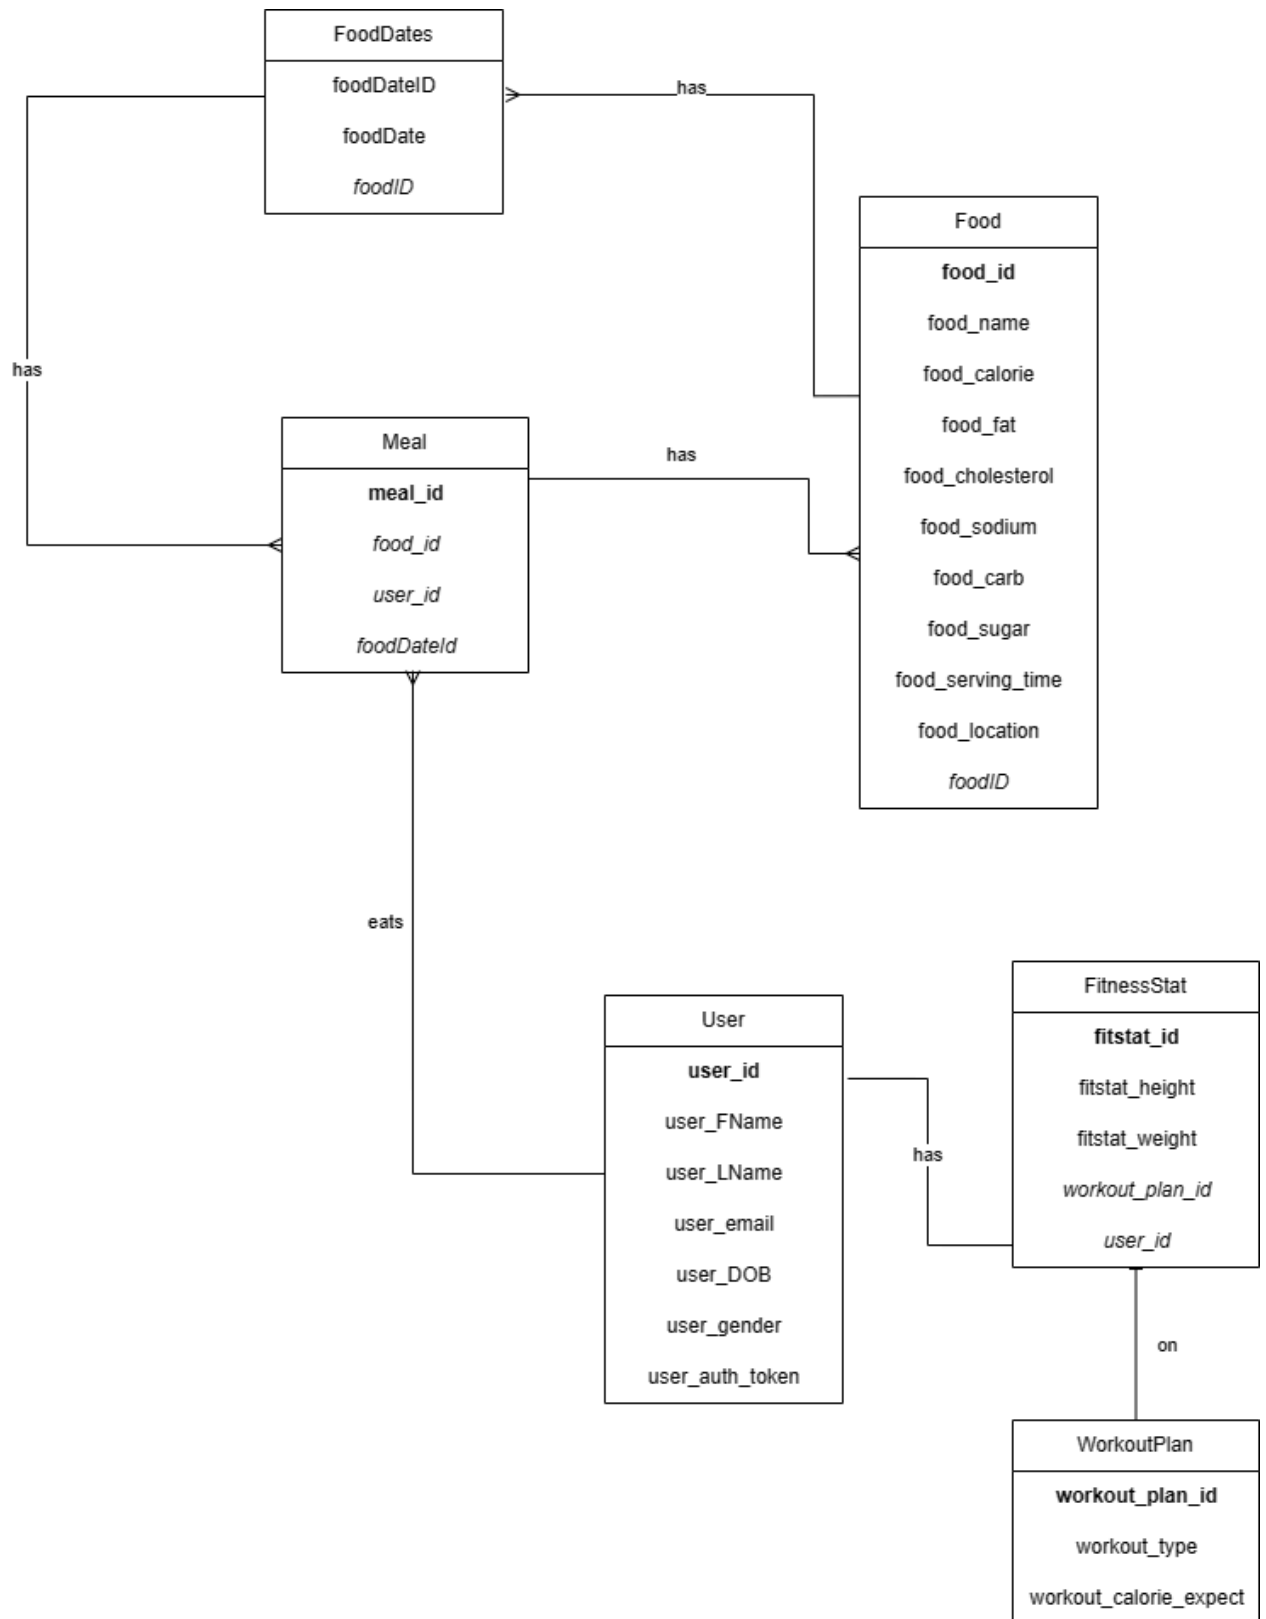 FoodDates
foodDateID
foodDate
foodID
has
has
Food
food_id
food_name
food_calorie
food_fat
food_cholesterol
food_sodium
food_carb
food_sugar
food_serving_time
food_location
foodID
Meal
meal_id
food_id
user_id
foodDateId
has
eats
User
user_id
user_FName
user_LName
user_email
user_DOB
user_gender
user_auth_token
has
FitnessStat
fitstat_id
fitstat_height
fitstat_weight
workout_plan_id
user_id
on
WorkoutPlan
workout_plan_id
workout_type
workout_calorie_expect